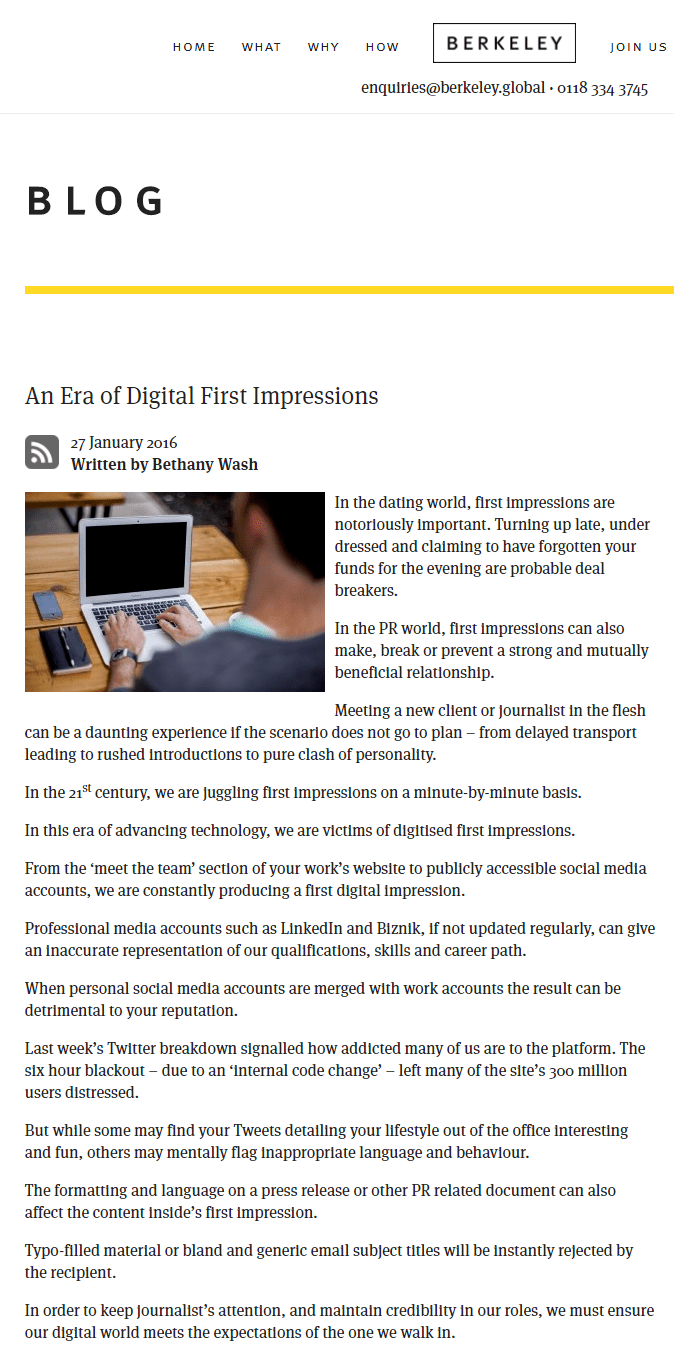 HOME WHAT WHY HOW BERKELEY JOIN US
enquiries@berkeley.global · 0118 334 3745
BLOG
An Era of Digital First Impressions
27 January 2016
Written by Bethany Wash
In the dating world, first impressions are
notoriously important. Turning up late, under
dressed and claiming to have forgotten your
funds for the evening are probable deal
breakers.
In the PR world, first impressions can also
make, break or prevent a strong and mutually
beneficial relationship.
Meeting a new client or journalist in the flesh
can be a daunting experience if the scenario does not go to plan – from delayed transport
leading to rushed introductions to pure clash of personality.
In the 21st century, we are juggling first impressions on a minute-by-minute basis.
In this era of advancing technology, we are victims of digitised first impressions.
From the ‘meet the team’ section of your work’s website to publicly accessible social media
accounts, we are constantly producing a first digital impression.
Professional media accounts such as LinkedIn and Biznik, if not updated regularly, can give
an inaccurate representation of our qualifications, skills and career path.
When personal social media accounts are merged with work accounts the result can be
detrimental to your reputation.
Last week’s Twitter breakdown signalled how addicted many of us are to the platform. The
six hour blackout – due to an ‘internal code change’ – left many of the site’s 300 million
users distressed.
But while some may find your Tweets detailing your lifestyle out of the office interesting
and fun, others may mentally flag inappropriate language and behaviour.
The formatting and language on a press release or other PR related document can also
affect the content inside’s first impression.
Typo-filled material or bland and generic email subject titles will be instantly rejected by
the recipient.
In order to keep journalist’s attention, and maintain credibility in our roles, we must ensure
our digital world meets the expectations of the one we walk in.